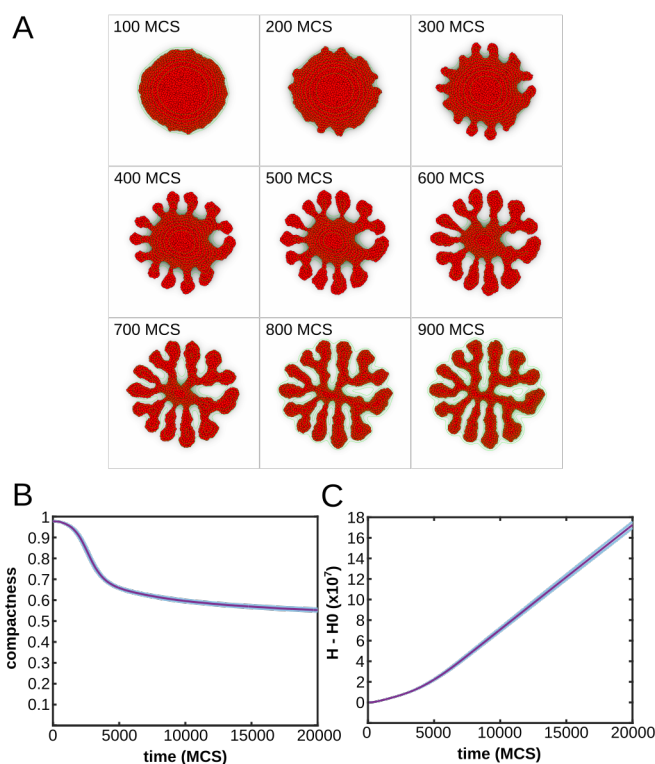 A
100 MCS
200 MCS
300 MCS
400 MCS
500 MCS
600 MCS
700 MCS
800 MCS
900 MCS
B
compactness
1
0.9
0.8
0.7
0.6
0.5
0.4
0.3
0.2
0.1
0
5000
10000
15000
20000
time (MCS)
C
H - H0 (x10⁷)
18
16
14
12
10
8
6
4
2
0
0
5000
10000
15000
20000
time (MCS)